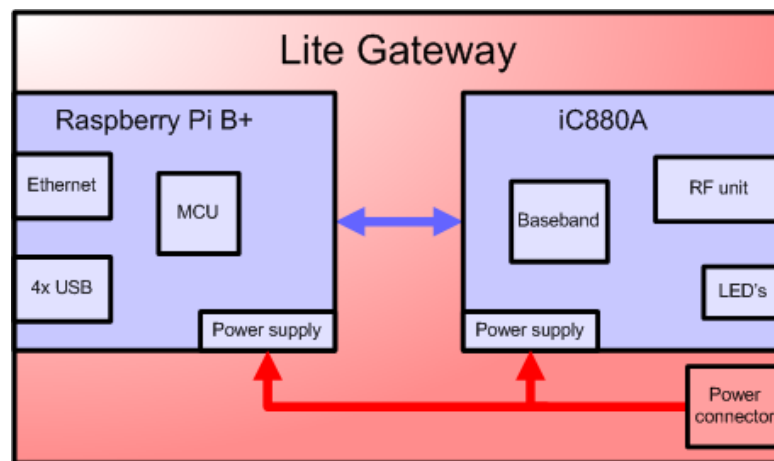 Lite Gateway
Raspberry Pi B+
iC880A
Ethernet
MCU
RF unit
Baseband
4x USB
LED's
Power supply
Power supply
Power
connector